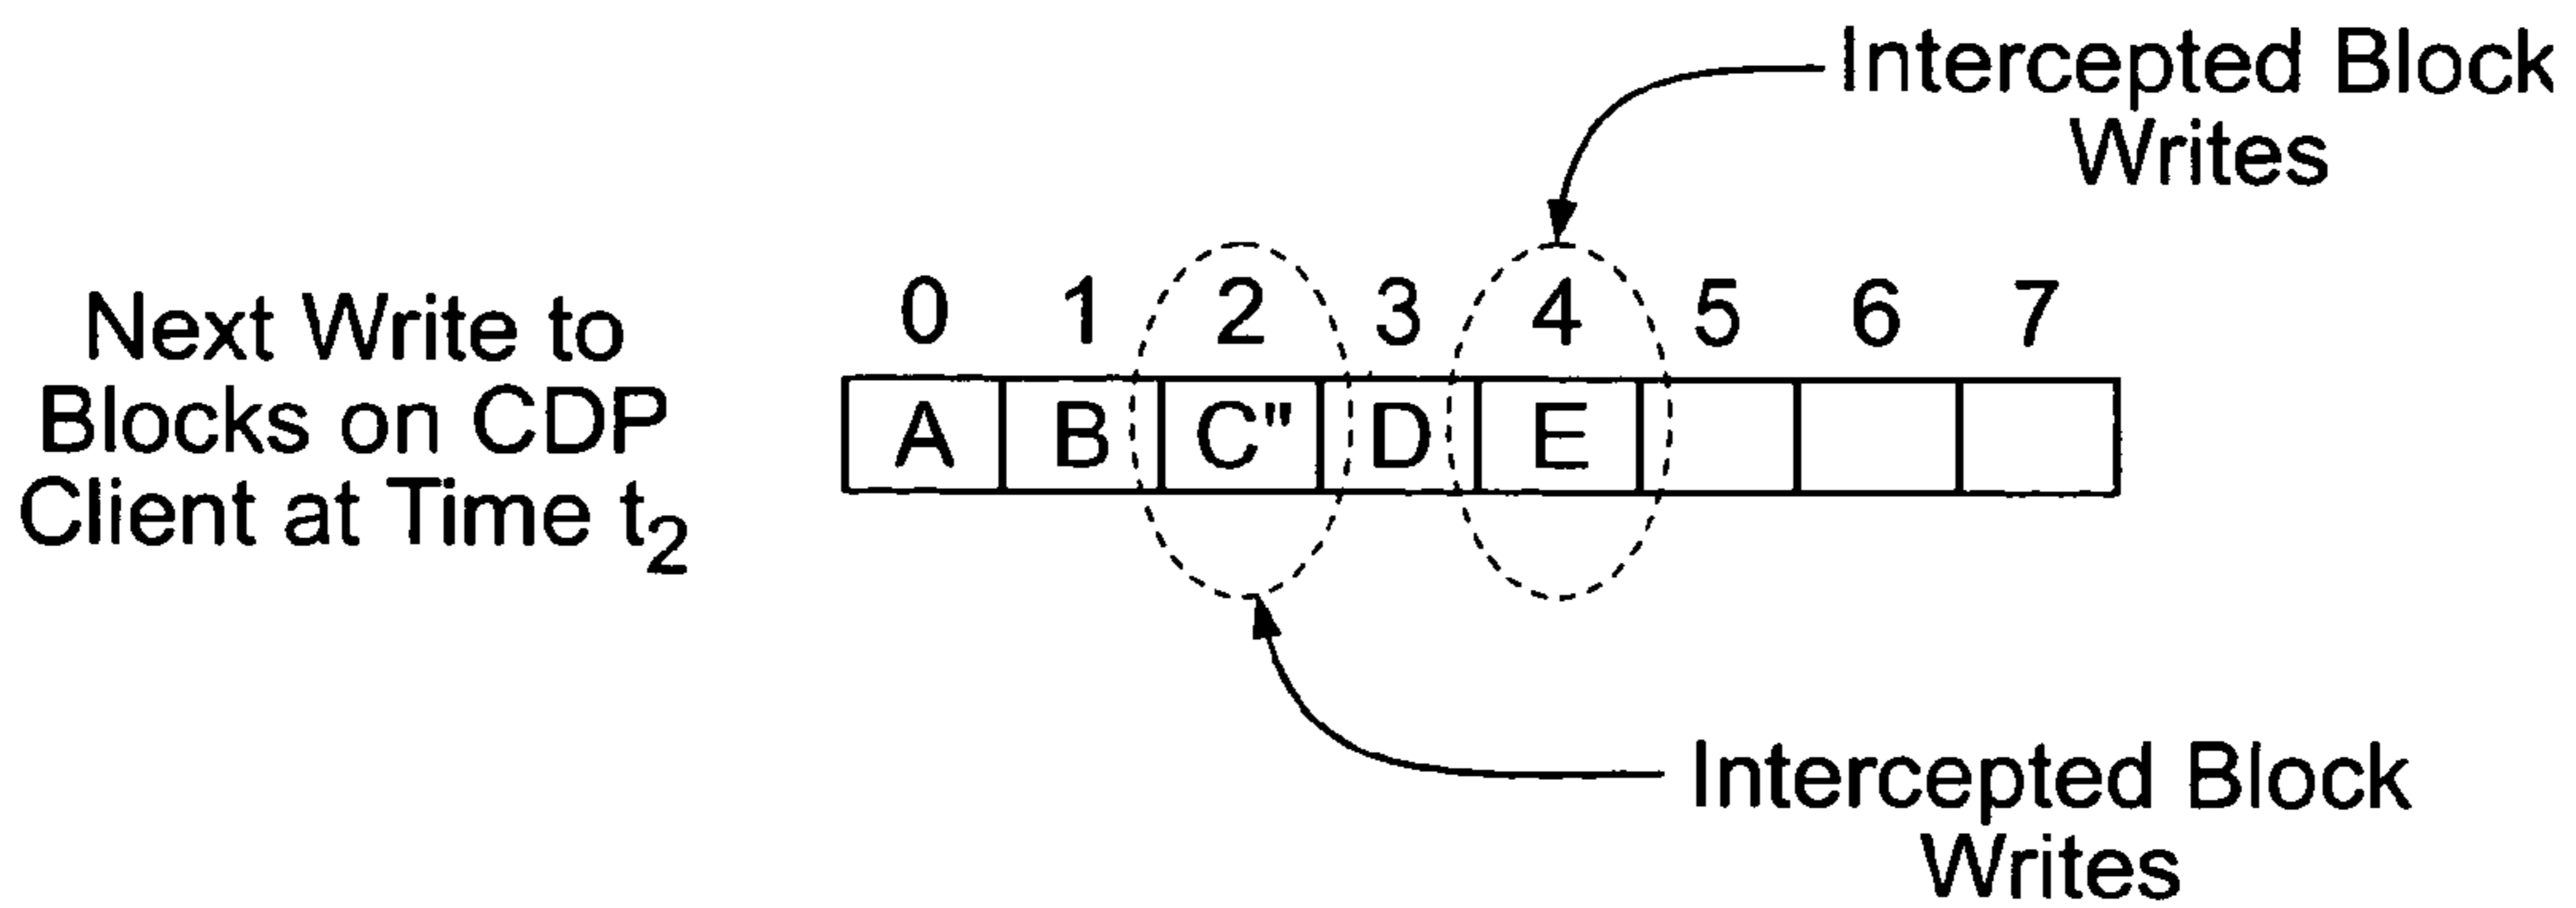 Intercepted Block
Writes
Next Write to
Blocks on CDP
Client at Time t₂
0 1 2 3 4 5 6 7
A B C" D E
Intercepted Block
Writes